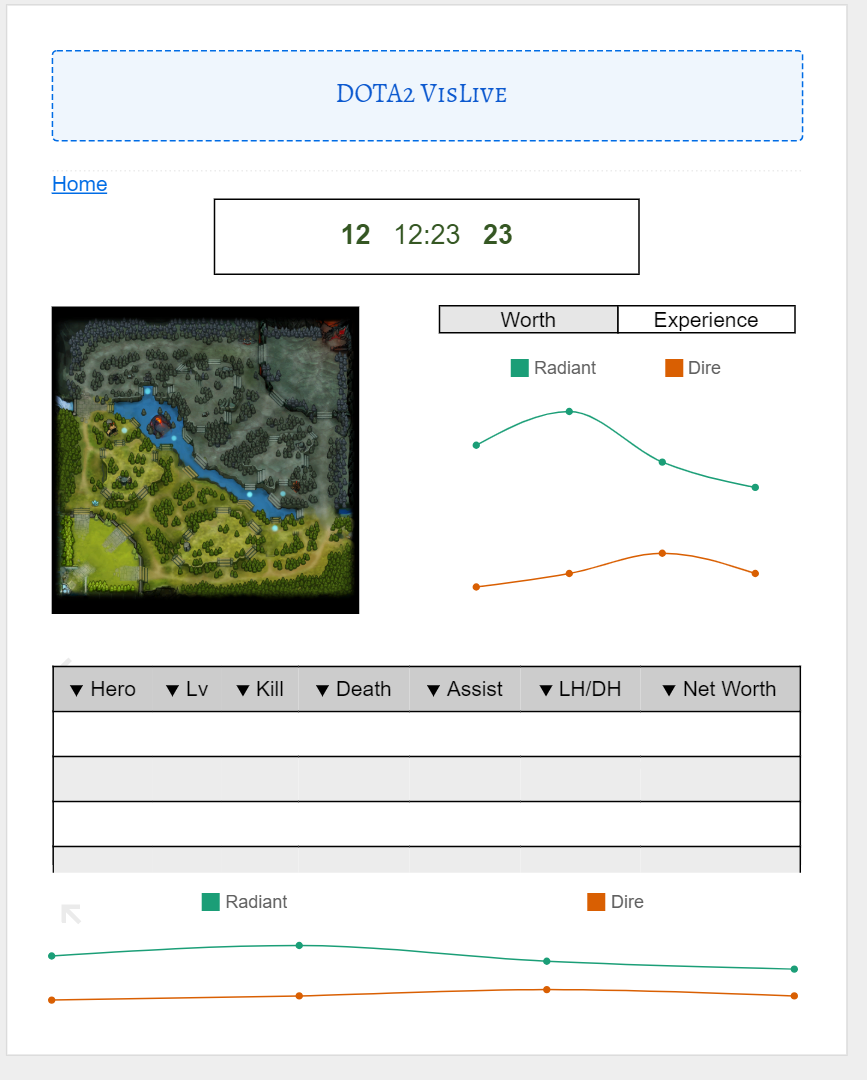 DOTA2 VisLive
Home
12 12:23 23
Worth Experience
Radiant Dire
▼ Hero ▼ Lv ▼ Kill ▼ Death ▼ Assist ▼ LH/DH ▼ Net Worth
Radiant Dire